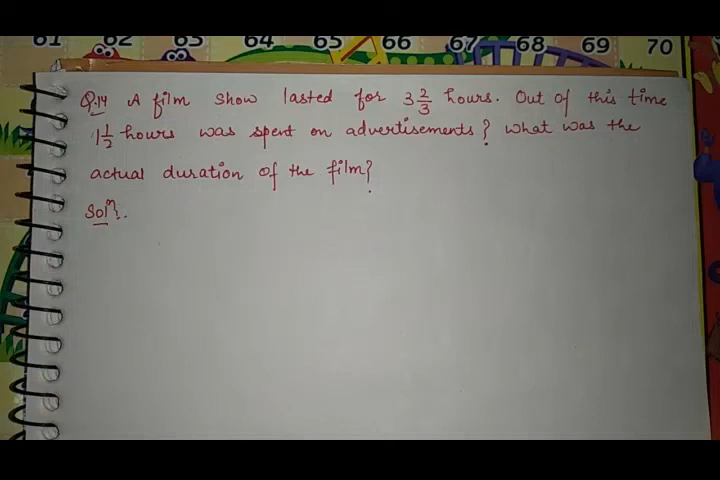 61 62 63 64 65 66 67 68 69 70
Q.14 A film show lasted for 3 2/3 hours. Out of this time
1 1/2 hours was spent on advertisements? What was the
actual duration of the film?
Solⁿ.